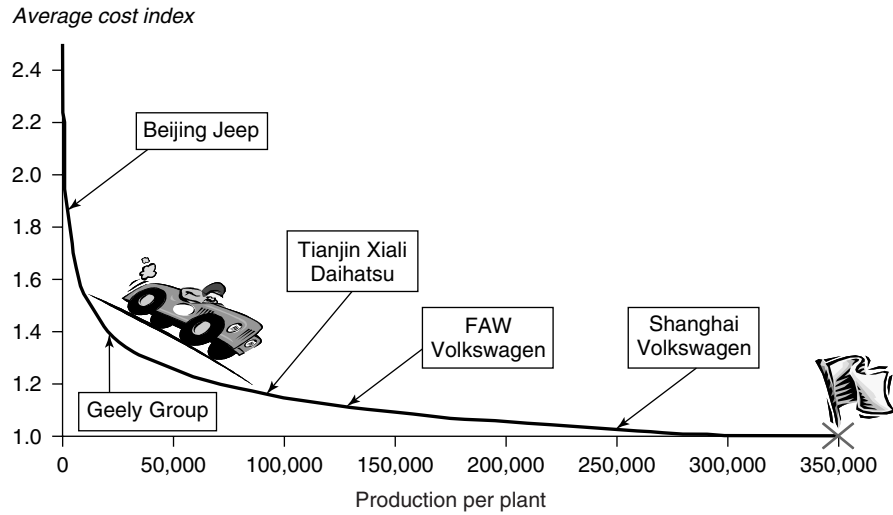 Average cost index
2.4
2.2
2.0
1.8
1.6
1.4
1.2
1.0
Beijing Jeep
Tianjin Xiali
Daihatsu
FAW
Volkswagen
Shanghai
Volkswagen
Geely Group
0
50,000
100,000
150,000
200,000
250,000
300,000
350,000
Production per plant